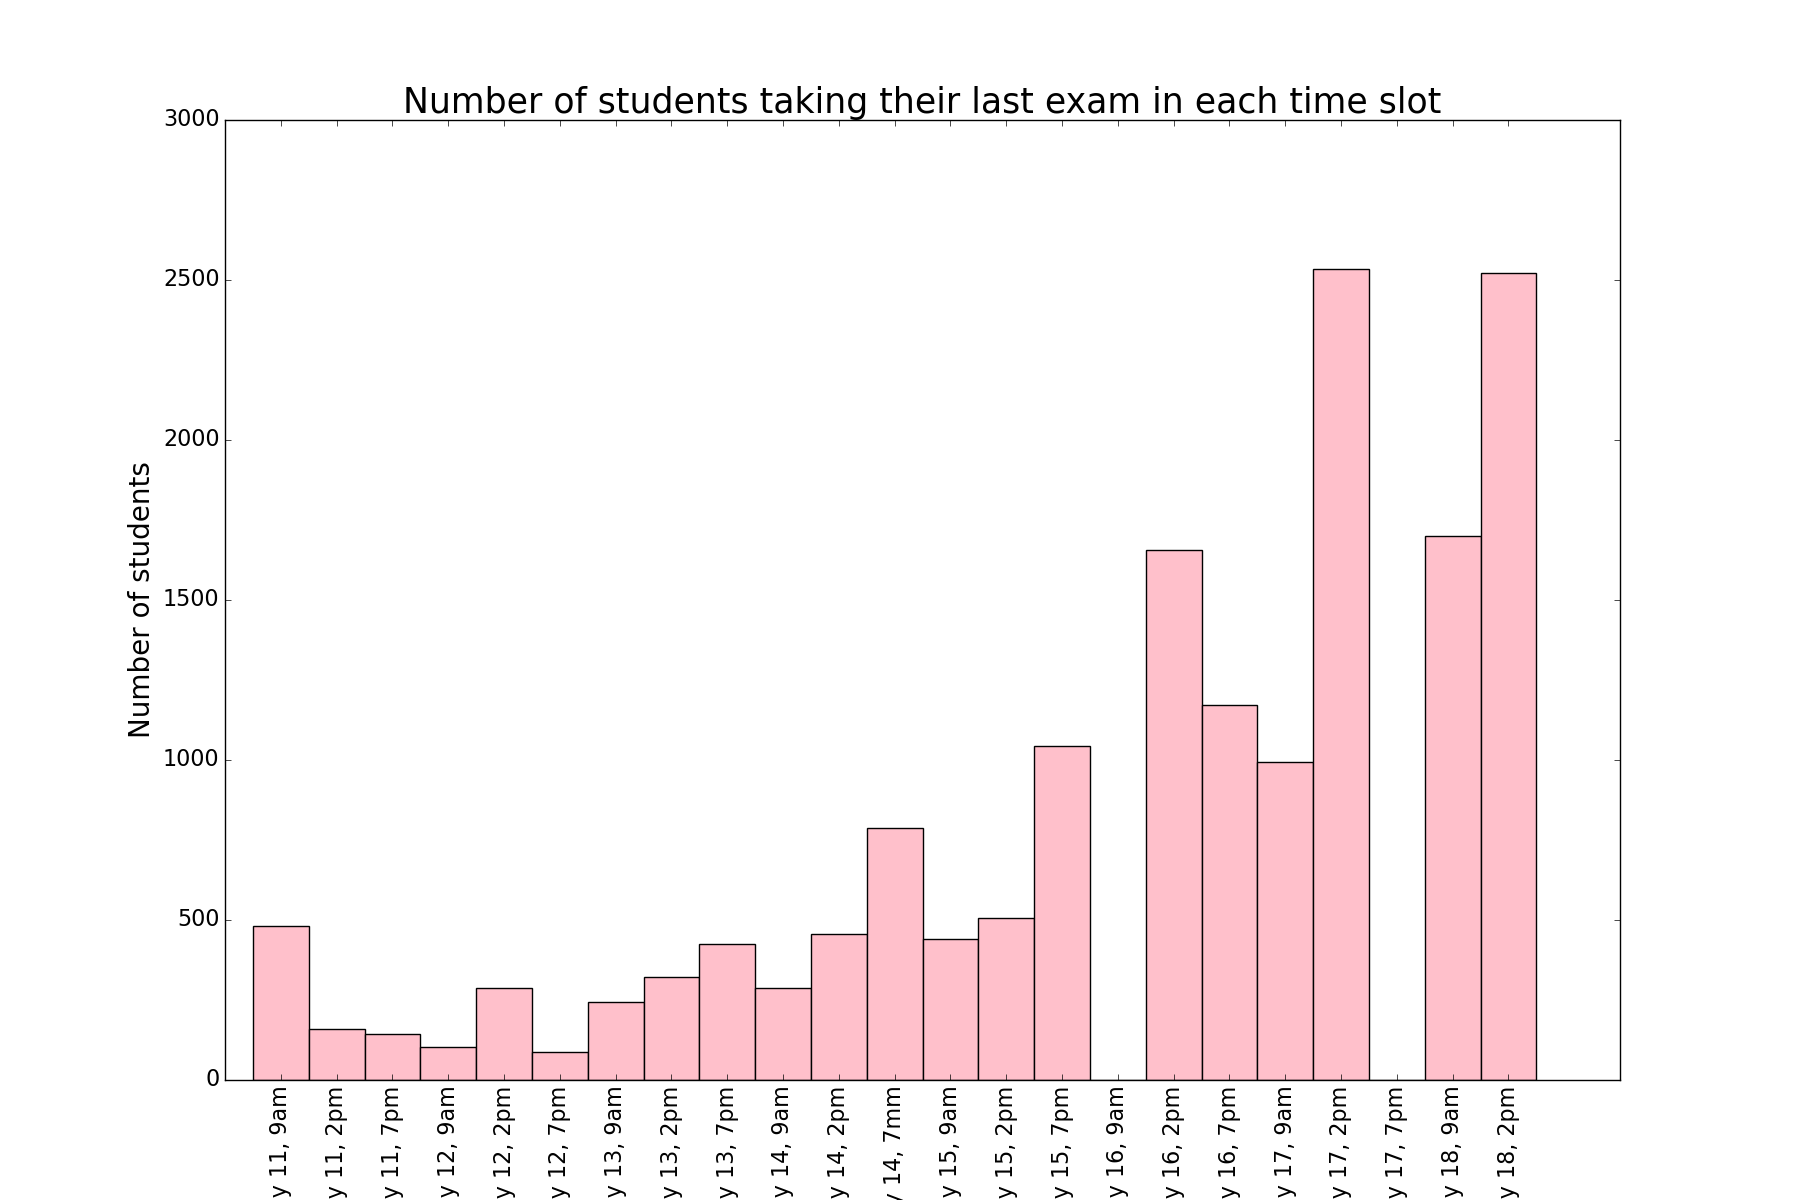 Number of students taking their last exam in each time slot
Number of students
3000
2500
2000
1500
1000
500
0
y 11, 9am
y 11, 2pm
y 11, 7pm
y 12, 9am
y 12, 2pm
y 12, 7pm
y 13, 9am
y 13, 2pm
y 13, 7pm
y 14, 9am
y 14, 2pm
y 14, 7mm
y 15, 9am
y 15, 2pm
y 15, 7pm
y 16, 9am
y 16, 2pm
y 16, 7pm
y 17, 9am
y 17, 2pm
y 17, 7pm
y 18, 9am
y 18, 2pm